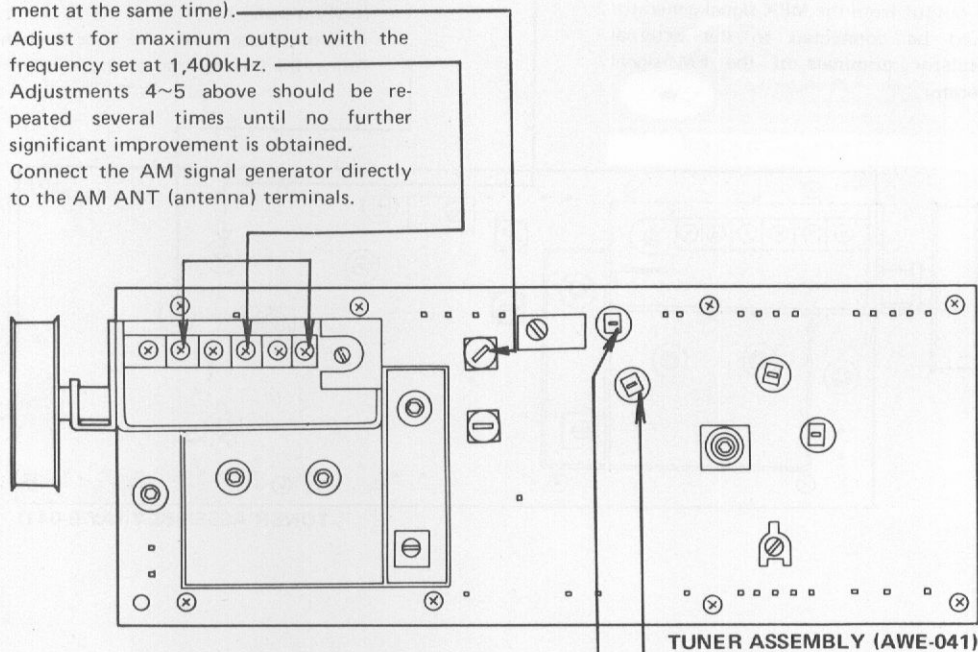 ment at the same time).
Adjust for maximum output with the
frequency set at 1,400kHz.
Adjustments 4~5 above should be re-
peated several times until no further
significant improvement is obtained.
Connect the AM signal generator directly
to the AM ANT (antenna) terminals.
TUNER ASSEMBLY (AWE-041)